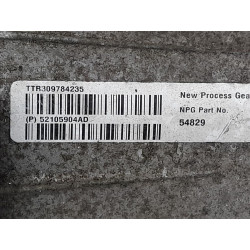 TTR309784235
(P) 52105904AD
New Process Gea
NPG Part No.
54829